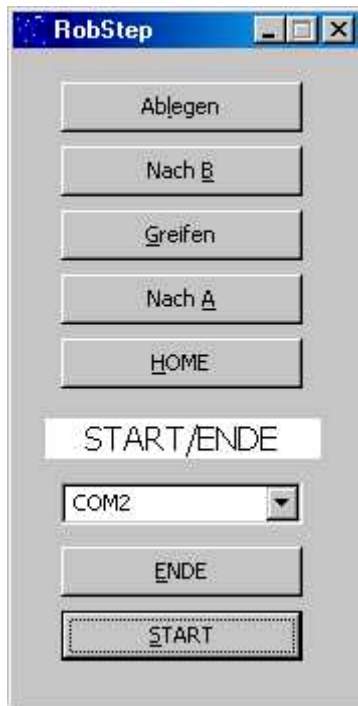 RobStep
Ablegen
Nach B
Greifen
Nach A
HOME
START/ENDE
COM2
ENDE
START